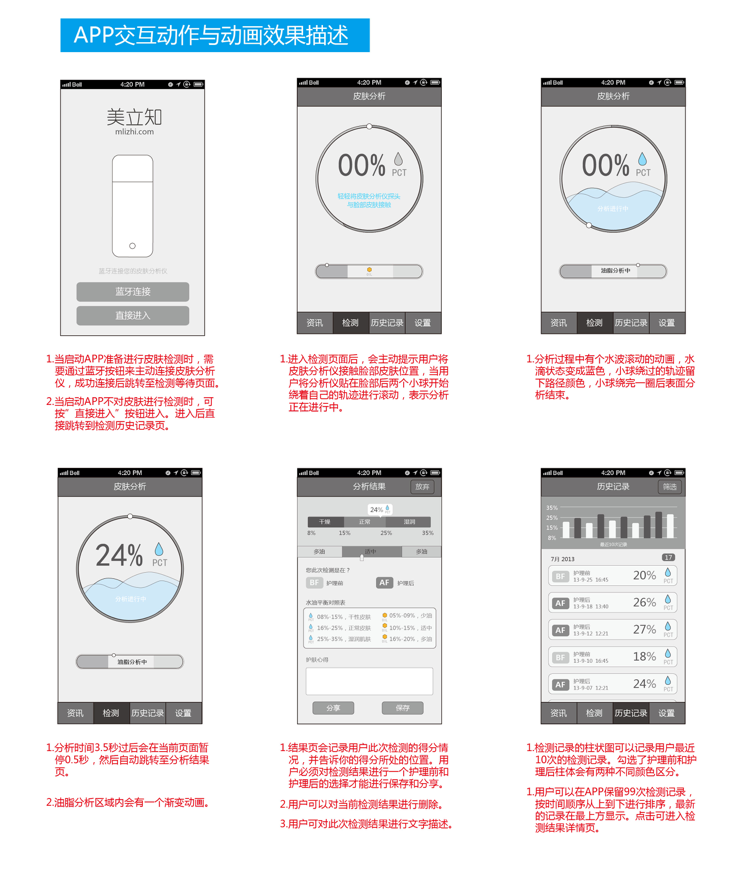 APP交互动作与动画效果描述
Bell 4:20 PM
美立知
mlizhi.com
蓝牙连接您的皮肤分析仪
蓝牙连接
直接进入
1.当启动APP准备进行皮肤检测时，需
要通过蓝牙按钮来主动连接皮肤分析
仪，成功连接后跳转至检测等待页面。
2.当启动APP不对皮肤进行检测时，可
按”直接进入”按钮进入。进入后直
接跳转到检测历史记录页。
Bell 4:20 PM
皮肤分析
00%
PCT
轻轻将皮肤分析仪探头
与脸部皮肤接触
资讯 检测 历史记录 设置
1.进入检测页面后，会主动提示用户将
皮肤分析仪接触脸部皮肤位置，当用
户将分析仪贴在脸部后两个小球开始
绕着自己的轨迹进行滚动，表示分析
正在进行中。
Bell 4:20 PM
皮肤分析
00%
PCT
分析进行中
油脂分析中
资讯 检测 历史记录 设置
1.分析过程中有个水波滚动的动画，水
滴状态变成蓝色，小球绕过的轨迹留
下路径颜色，小球绕完一圈后表面分
析结束。
Bell 4:20 PM
皮肤分析
24%
PCT
分析进行中
油脂分析中
资讯 检测 历史记录 设置
1.分析时间3.5秒过后会在当前页面暂
停0.5秒，然后自动跳转至分析结果
页。
2.油脂分析区域内会有一个渐变动画。
Bell 4:20 PM
分析结果 放弃
24%
干燥 正常 湿润
8% 15% 25% 35%
多油 适中 多油
您此次检测是在？
BF 护理前 AF 护理后
水油平衡对照表
08%-15%，干性皮肤 05%-09%，少油
16%-25%，正常皮肤 10%-15%，适中
25%-35%，湿润肌肤 16%-20%，多油
护肤心得
分享 保存
1.结果页会记录用户此次检测的得分情
况，并告诉你的得分所处的位置。用
户必须对检测结果进行一个护理前和
护理后的选择才能进行保存和分享。
2.用户可以对当前检测结果进行删除。
3.用户可对此次检测结果进行文字描述。
Bell 4:20 PM
历史记录 筛选
35%
25%
15%
8%
最近10次记录
7月 2013 17
BF 护理前 20%
13-9-25 16:45 PCT
AF 护理后 26%
13-9-18 13:40 PCT
AF 护理后 27%
13-9-12 12:21 PCT
BF 护理前 18%
13-9-10 16:45 PCT
AF 护理后 24%
13-9-07 12:21 PCT
资讯 检测 历史记录 设置
1.检测记录的柱状图可以记录用户最近
10次的检测记录。勾选了护理前和护
理后柱体会有两种不同颜色区分。
1.用户可以在APP保留99次检测记录，
按时间顺序从上到下进行排序，最新
的记录在最上方显示。点击可进入检
测结果详情页。